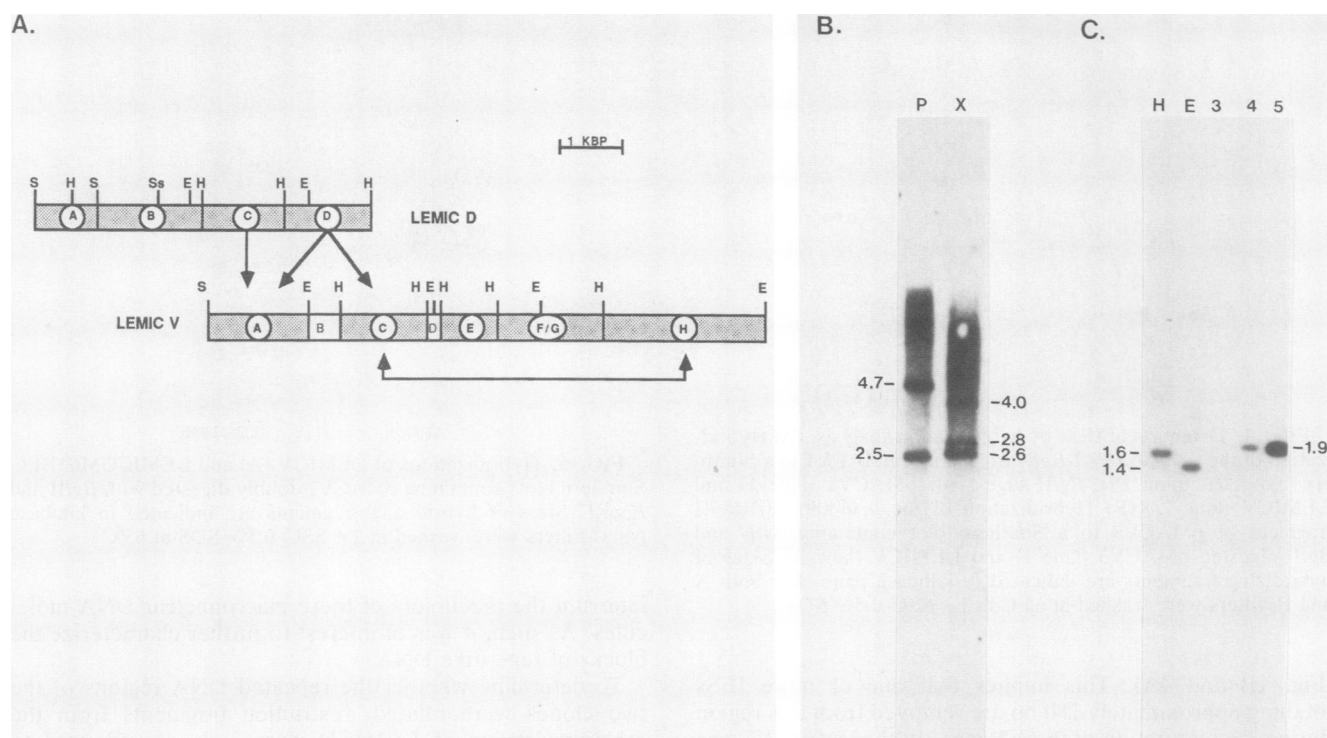 A.
B.
C.
P X
H E 3 4 5
1 KBP
S H S Ss E H H E H
A B C D
LEMIC D
S E H H E H H E H E
LEMIC V
A B C D E F/G H
4.7-
2.5-
-4.0
-2.8
-2.6
1.6-
1.4-
-1.9